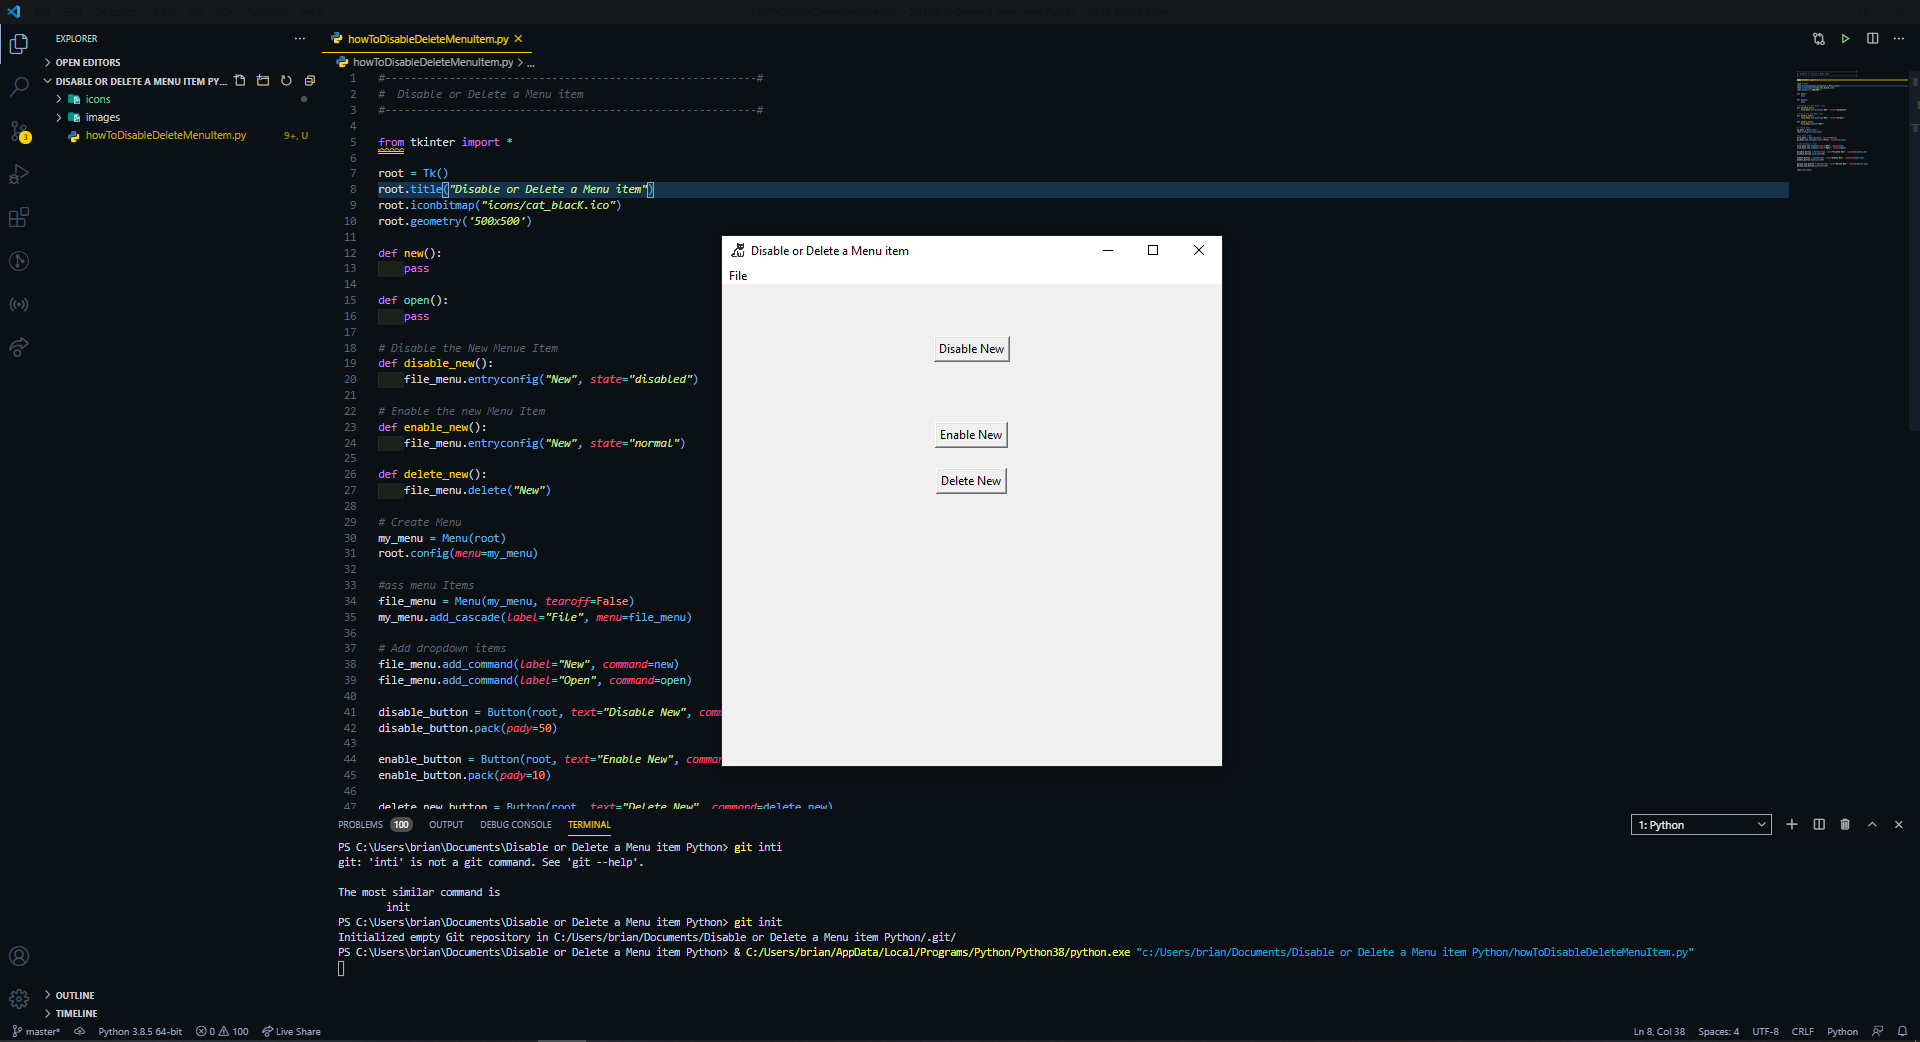 EXPLORER
OPEN EDITORS
DISABLE OR DELETE A MENU ITEM PY...
icons
images
howToDisableDeleteMenuItem.py 9+, U
3
howToDisableDeleteMenuItem.py
howToDisableDeleteMenuItem.py > ...
1 #----------------------------------------------------------#
2 #  Disable or Delete a Menu item
3 #----------------------------------------------------------#
4
5 from tkinter import *
6
7 root = Tk()
8 root.title("Disable or Delete a Menu item")
9 root.iconbitmap("icons/cat_blacK.ico")
10 root.geometry('500x500')
11
12 def new():
13     pass
14
15 def open():
16     pass
17
18 # Disable the New Menue Item
19 def disable_new():
20     file_menu.entryconfig("New", state="disabled")
21
22 # Enable the new Menu Item
23 def enable_new():
24     file_menu.entryconfig("New", state="normal")
25
26 def delete_new():
27     file_menu.delete("New")
28
29 # Create Menu
30 my_menu = Menu(root)
31 root.config(menu=my_menu)
32
33 #ass menu Items
34 file_menu = Menu(my_menu, tearoff=False)
35 my_menu.add_cascade(label="File", menu=file_menu)
36
37 # Add dropdown items
38 file_menu.add_command(label="New", command=new)
39 file_menu.add_command(label="Open", command=open)
40
41 disable_button = Button(root, text="Disable New", comm
42 disable_button.pack(pady=50)
43
44 enable_button = Button(root, text="Enable New", comman
45 enable_button.pack(pady=10)
46
47 delete_new_button = Button(root, text="Delete New", command=delete_new)
Disable or Delete a Menu item
File
Disable New
Enable New
Delete New
PROBLEMS 100 OUTPUT DEBUG CONSOLE TERMINAL
1: Python
PS C:\Users\brian\Documents\Disable or Delete a Menu item Python> git inti
git: 'inti' is not a git command. See 'git --help'.
The most similar command is
init
PS C:\Users\brian\Documents\Disable or Delete a Menu item Python> git init
Initialized empty Git repository in C:/Users/brian/Documents/Disable or Delete a Menu item Python/.git/
PS C:\Users\brian\Documents\Disable or Delete a Menu item Python> & C:/Users/brian/AppData/Local/Programs/Python/Python38/python.exe "c:/Users/brian/Documents/Disable or Delete a Menu item Python/howToDisableDeleteMenuItem.py"
OUTLINE
TIMELINE
master* Python 3.8.5 64-bit 0 100 Live Share
Ln 8, Col 38 Spaces: 4 UTF-8 CRLF Python